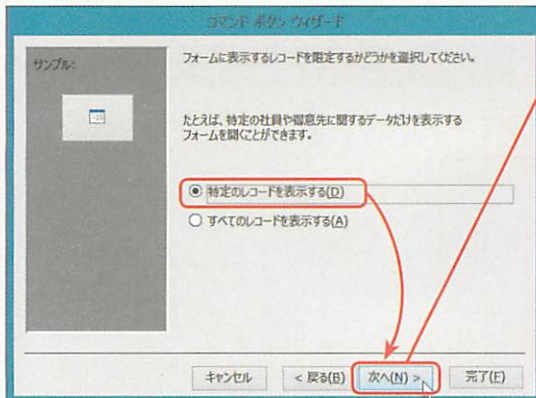 コマンド ボタン ウィザード
サンプル:
フォームに表示するレコードを限定するかどうかを選択してください。
たとえば、特定の社員や得意先に関するデータだけを表示する
フォームを開くことができます。
特定のレコードを表示する(D)
すべてのレコードを表示する(A)
キャンセル
< 戻る(B)
次へ(N) >
完了(F)